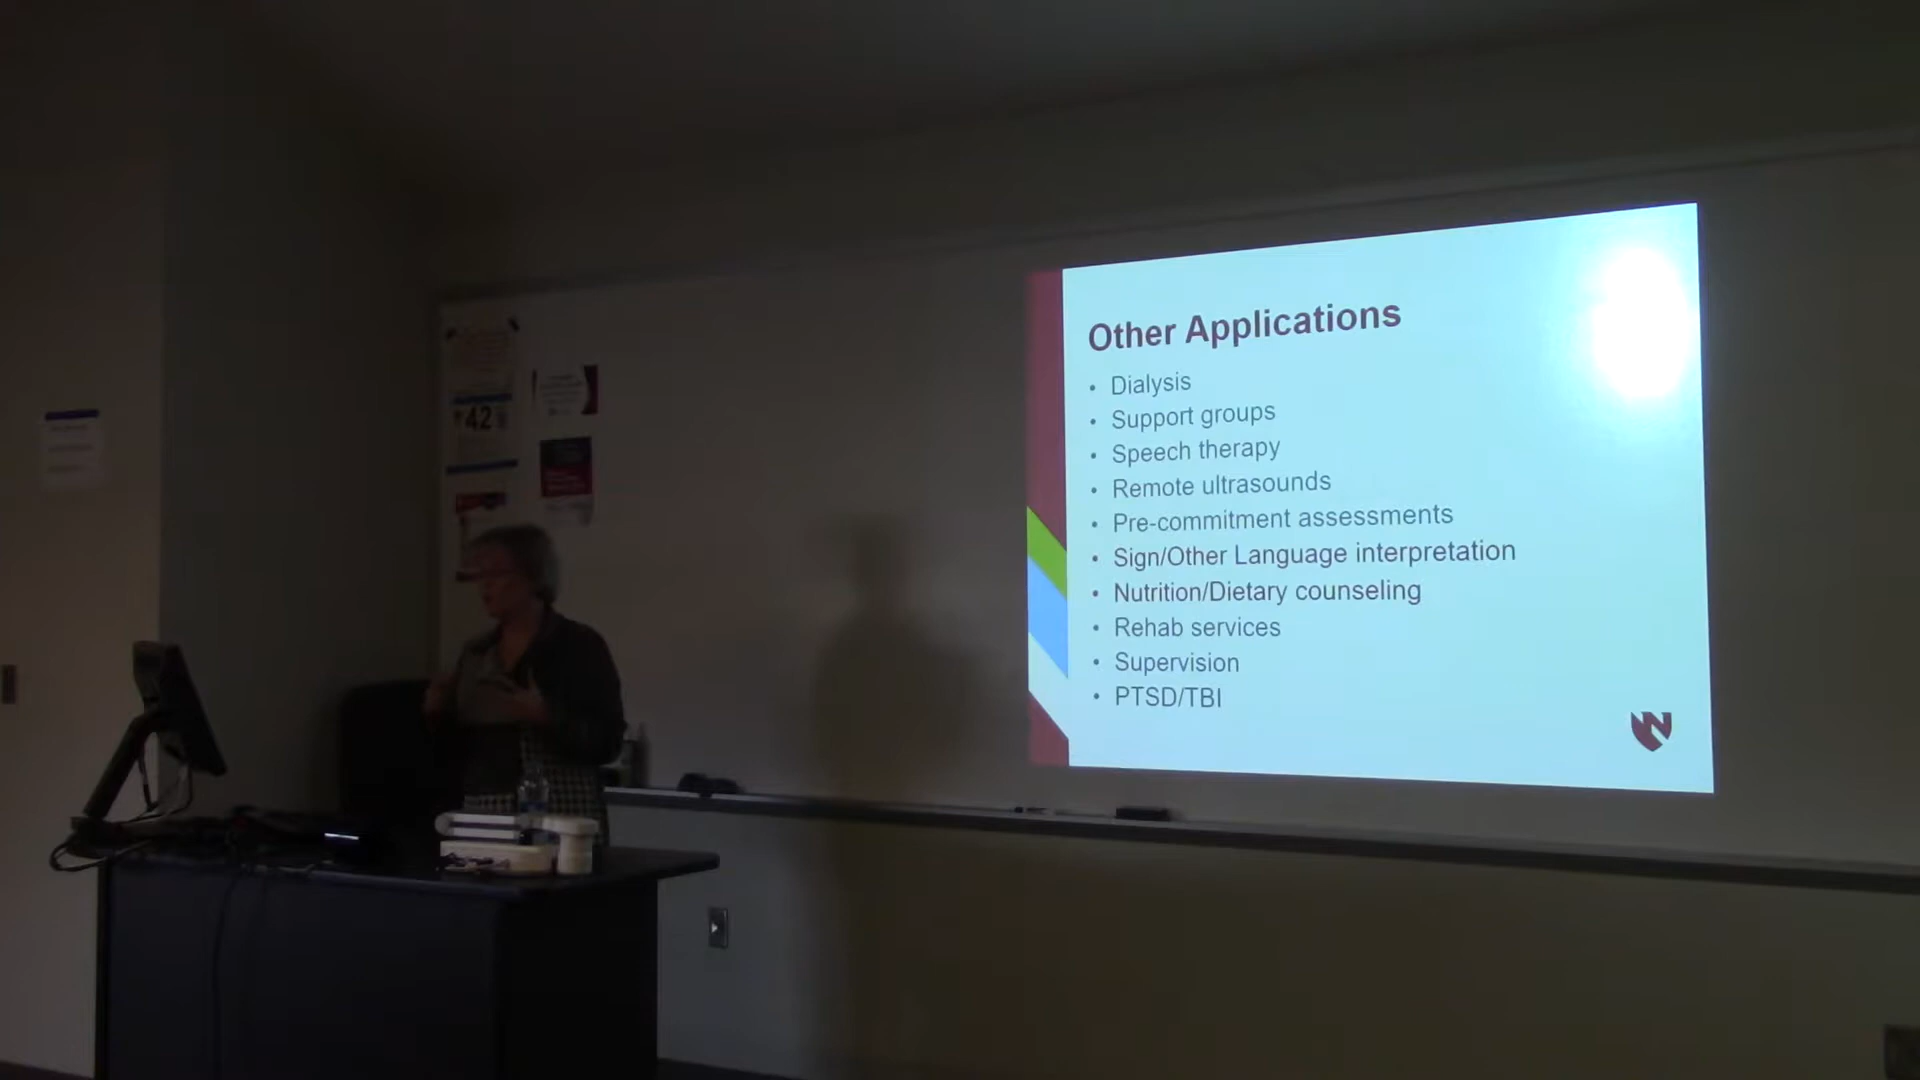 42
Other Applications
• Dialysis
• Support groups
• Speech therapy
• Remote ultrasounds
• Pre-commitment assessments
• Sign/Other Language interpretation
• Nutrition/Dietary counseling
• Rehab services
• Supervision
• PTSD/TBI